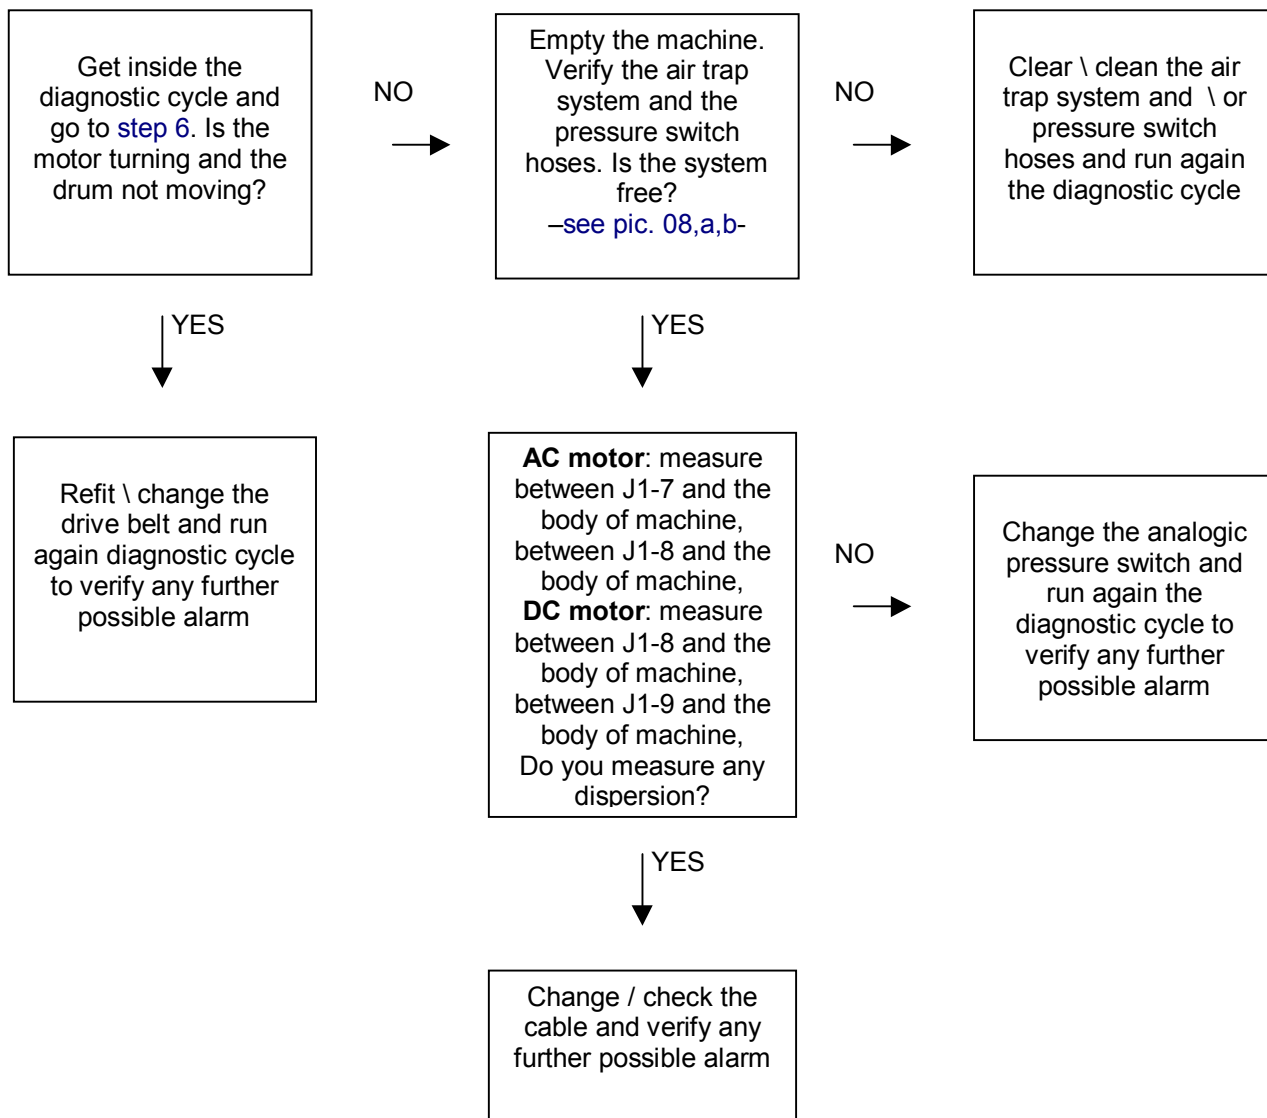 Get inside the
diagnostic cycle and
go to step 6. Is the
motor turning and the
drum not moving?
NO
Empty the machine.
Verify the air trap
system and the
pressure switch
hoses. Is the system
free?
–see pic. 08,a,b-
NO
Clear \ clean the air
trap system and \ or
pressure switch
hoses and run again
the diagnostic cycle
YES
YES
Refit \ change the
drive belt and run
again diagnostic cycle
to verify any further
possible alarm
AC motor: measure
between J1-7 and the
body of machine,
between J1-8 and the
body of machine,
DC motor: measure
between J1-8 and the
body of machine,
between J1-9 and the
body of machine,
Do you measure any
dispersion?
NO
Change the analogic
pressure switch and
run again the
diagnostic cycle to
verify any further
possible alarm
YES
Change / check the
cable and verify any
further possible alarm